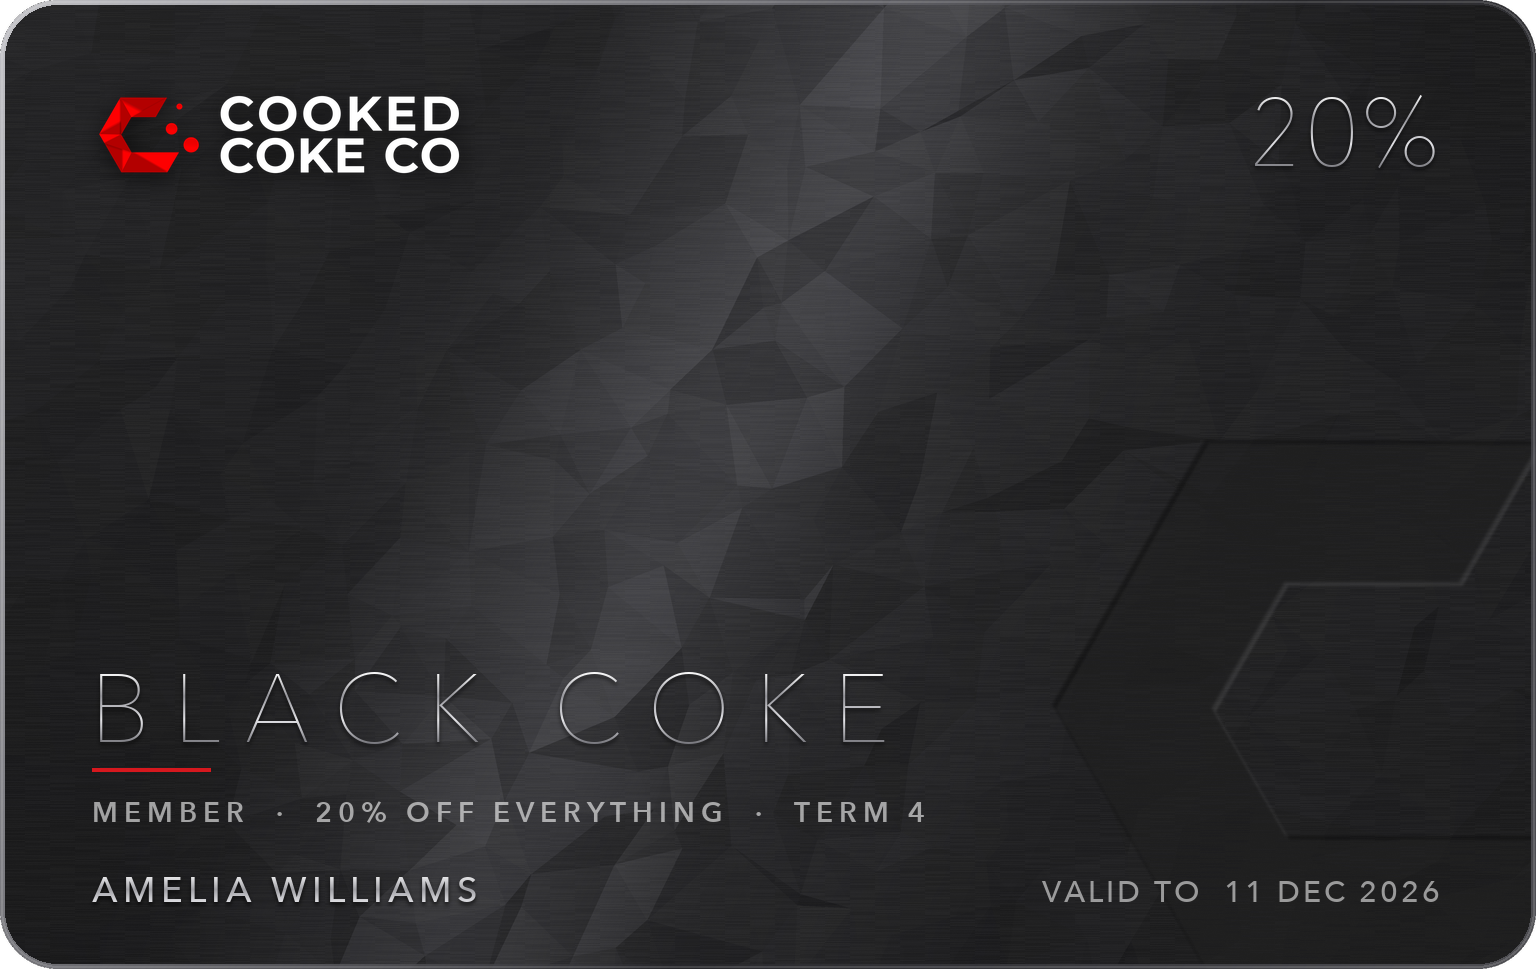 COOKED
COKE CO
20%
BLACK COKE
MEMBER · 20% OFF EVERYTHING · TERM 4
AMELIA WILLIAMS
VALID TO 11 DEC 2026